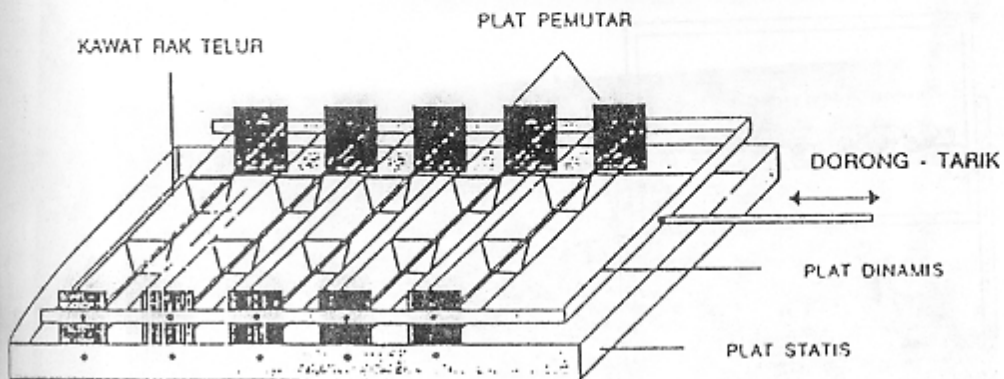 PLAT PEMUTAR
KAWAT RAK TELUR
DORONG - TARIK
PLAT DINAMIS
PLAT STATIS